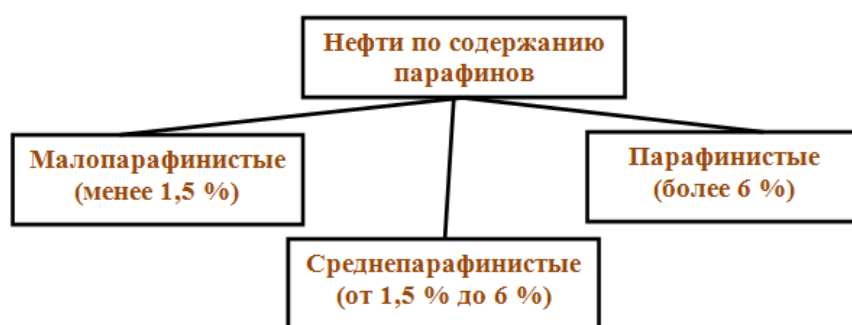 Нефти по содержанию
парафинов
Малопарафинистые
(менее 1,5 %)
Парафинистые
(более 6 %)
Среднепарафинистые
(от 1,5 % до 6 %)